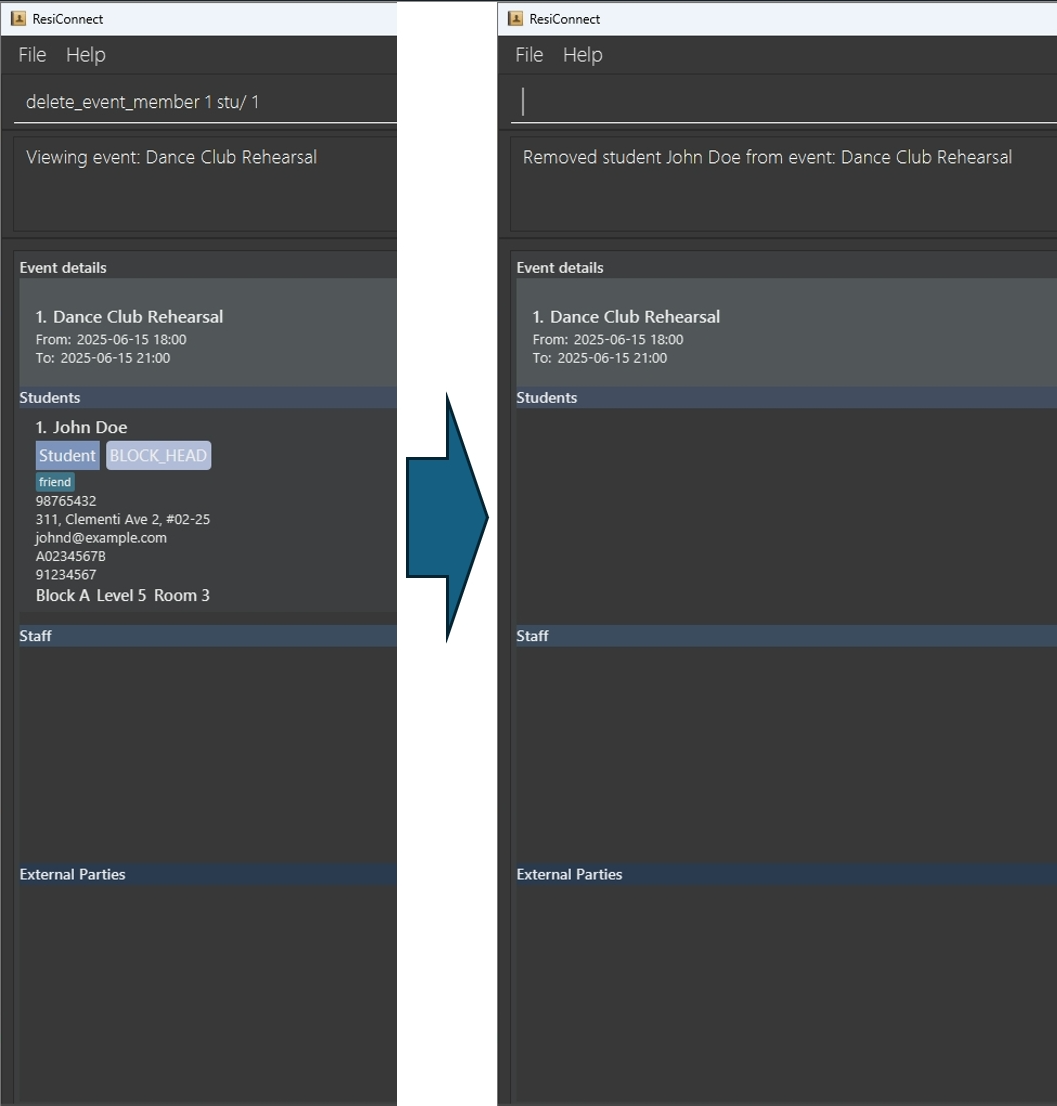 ResiConnect
File Help
delete_event_member 1 stu/ 1
Viewing event: Dance Club Rehearsal
Event details
1. Dance Club Rehearsal
From: 2025-06-15 18:00
To: 2025-06-15 21:00
Students
1. John Doe
Student BLOCK_HEAD
friend
98765432
311, Clementi Ave 2, #02-25
johnd@example.com
A0234567B
91234567
Block A Level 5 Room 3
Staff
External Parties
ResiConnect
File Help
Removed student John Doe from event: Dance Club Rehearsal
Event details
1. Dance Club Rehearsal
From: 2025-06-15 18:00
To: 2025-06-15 21:00
Students
Staff
External Parties